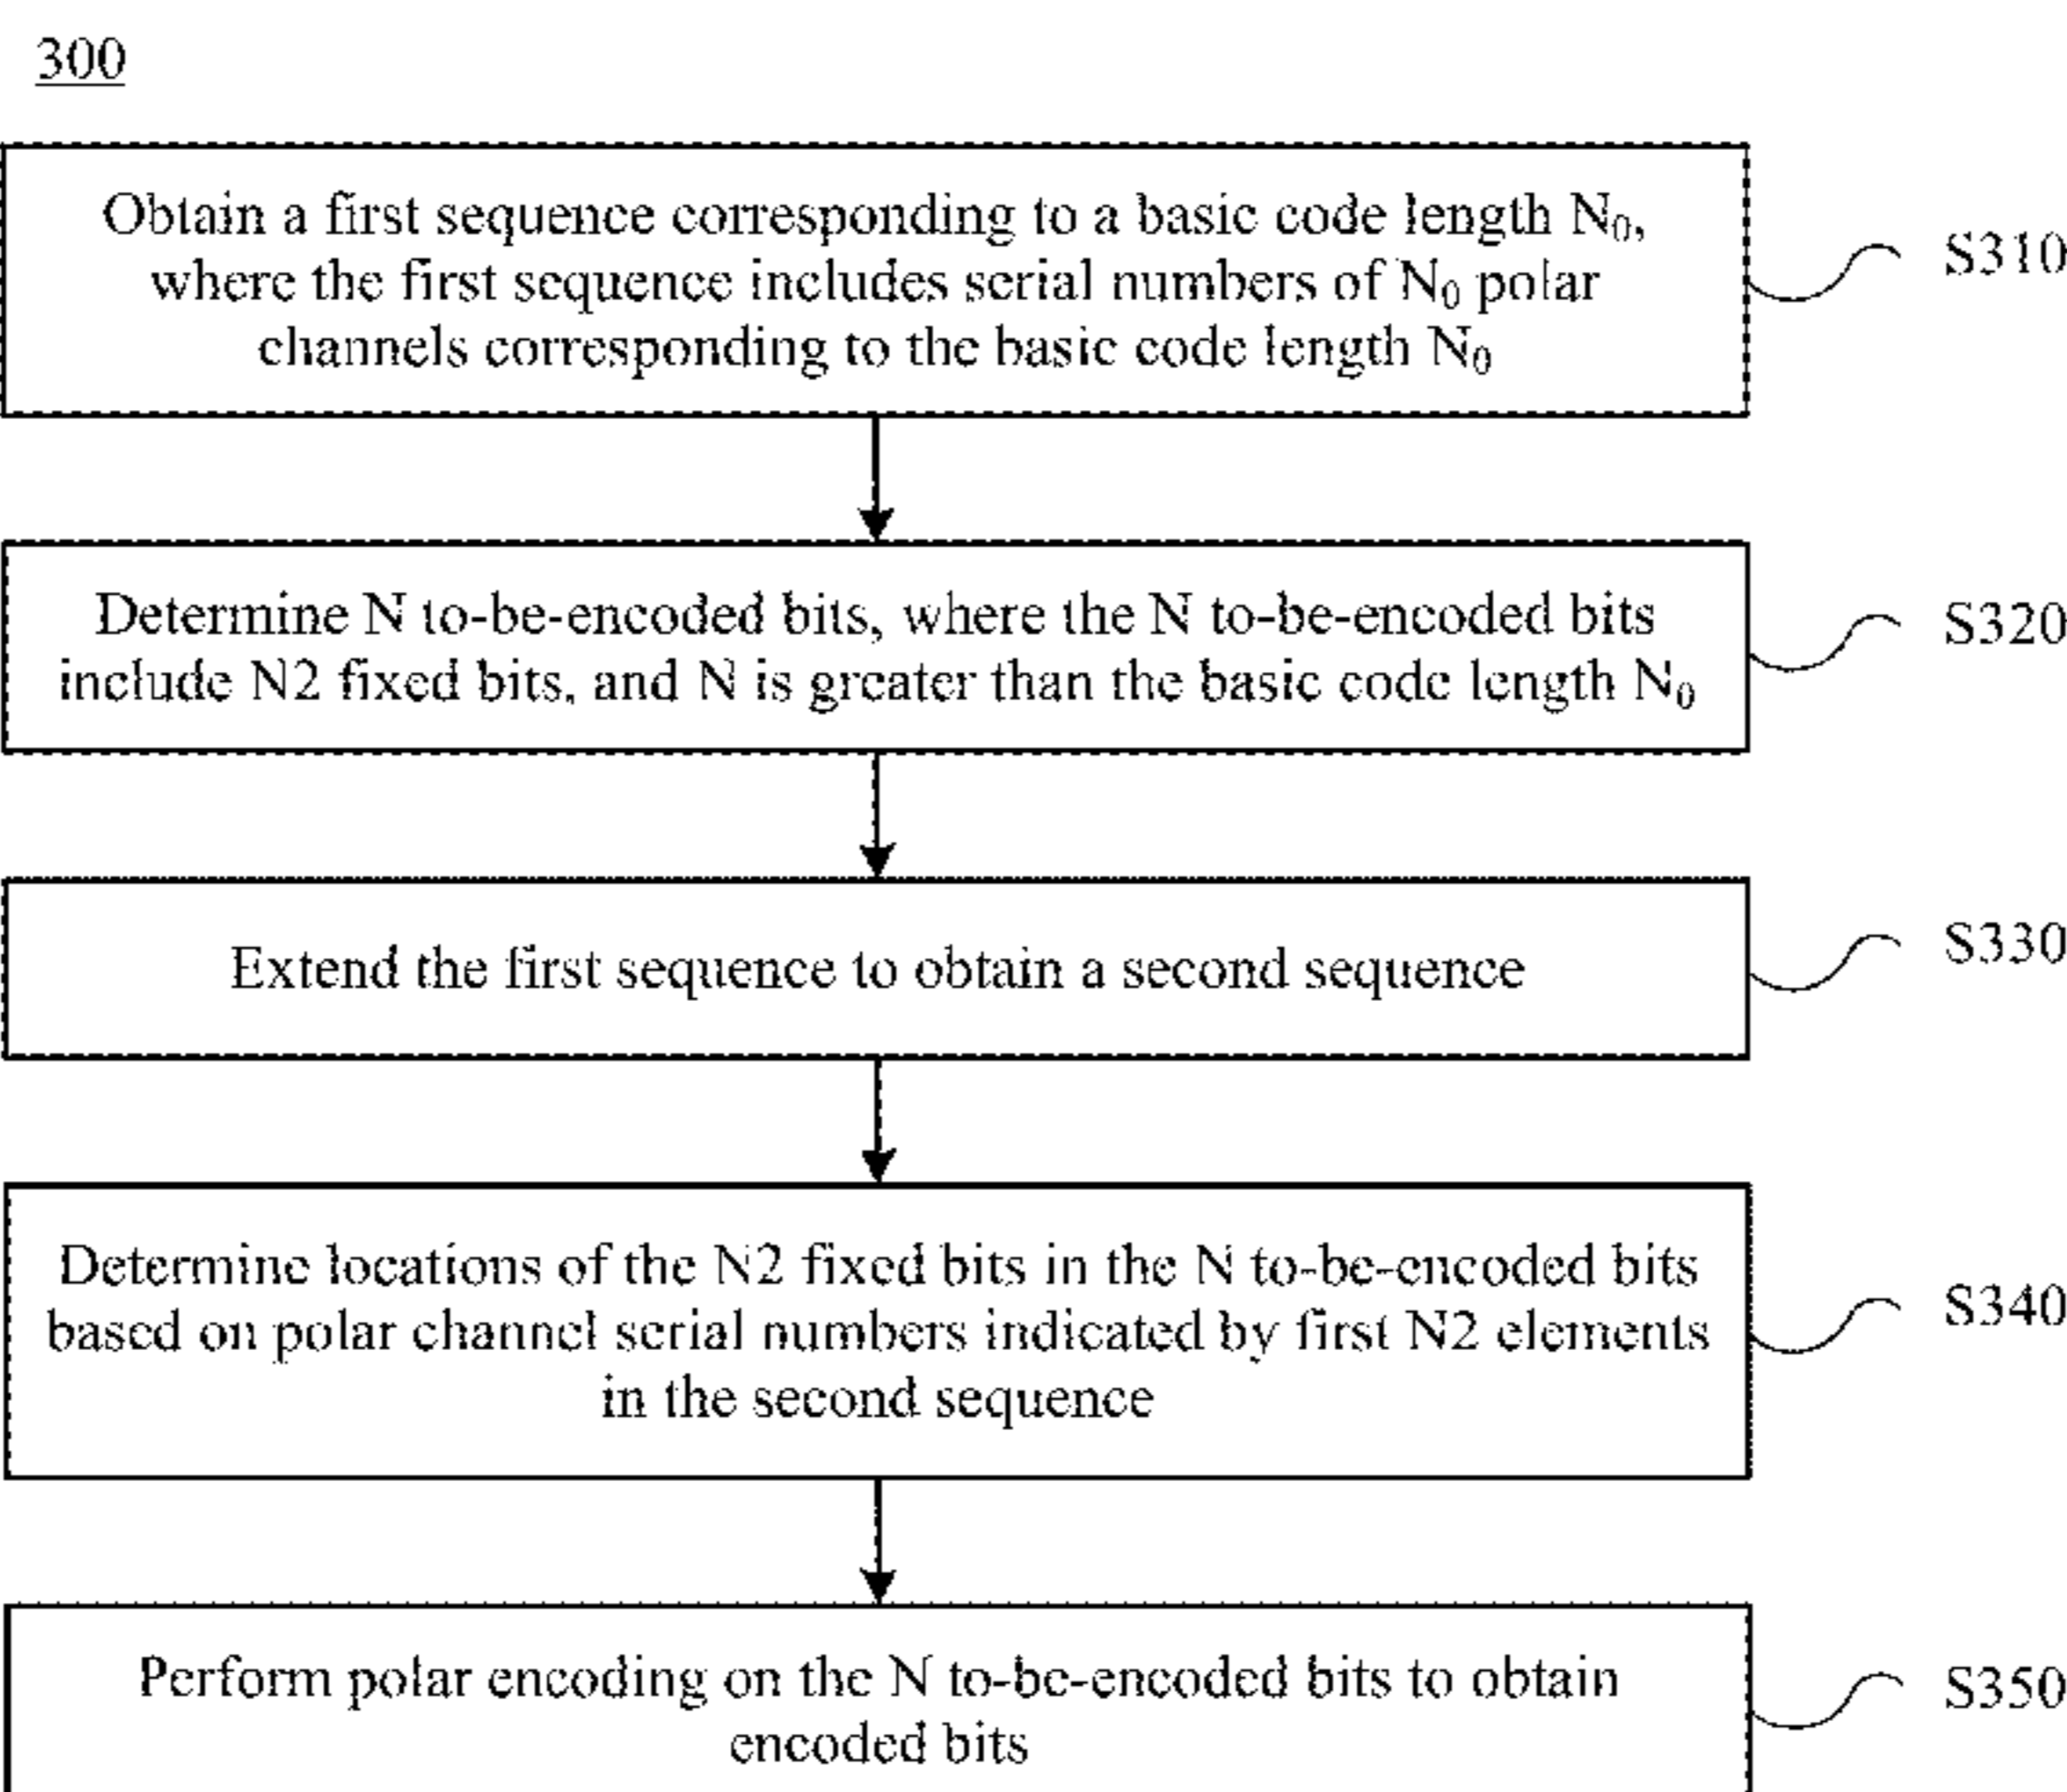 300
Obtain a first sequence corresponding to a basic code length N₀,
where the first sequence includes serial numbers of N₀ polar
channels corresponding to the basic code length N₀
S310
Determine N to-be-encoded bits, where the N to-be-encoded bits
include N2 fixed bits, and N is greater than the basic code length N₀
S320
Extend the first sequence to obtain a second sequence
S330
Determine locations of the N2 fixed bits in the N to-be-encoded bits
based on polar channel serial numbers indicated by first N2 elements
in the second sequence
S340
Perform polar encoding on the N to-be-encoded bits to obtain
encoded bits
S350